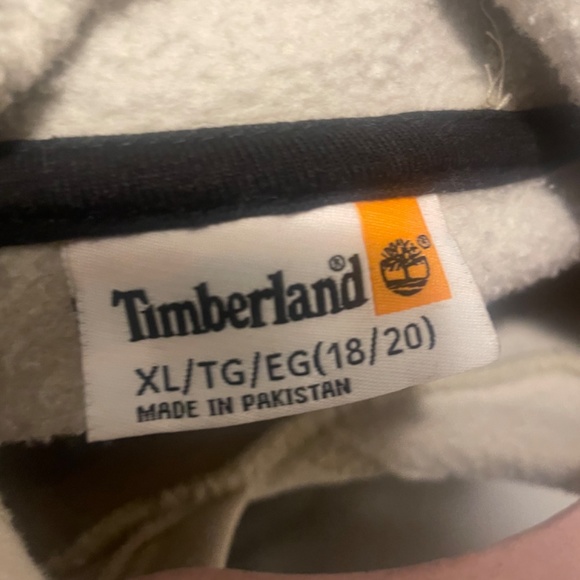 Timberland®
®
XL/TG/EG(18/20)
MADE IN PAKISTAN